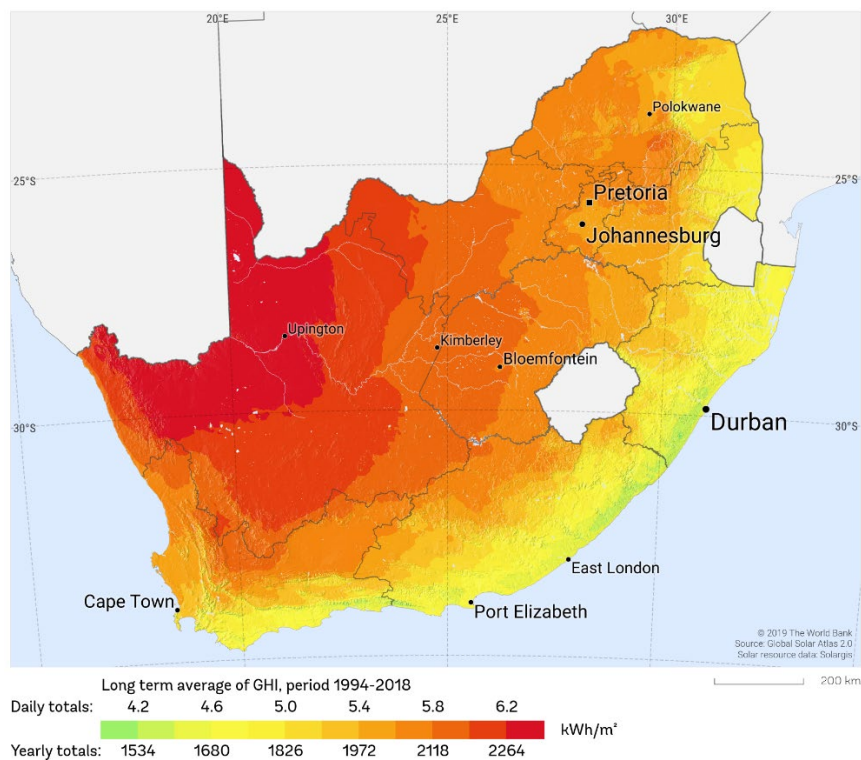 20°E 25°E 30°E
Polokwane
25°S 25°S
Pretoria
Johannesburg
Upington
Kimberley
Bloemfontein
30°S Durban 30°S
East London
Cape Town
Port Elizabeth
© 2019 The World Bank
Source: Global Solar Atlas 2.0
Solar resource data: Solargis
Long term average of GHI, period 1994-2018
200 km
Daily totals: 4.2 4.6 5.0 5.4 5.8 6.2
kWh/m²
Yearly totals: 1534 1680 1826 1972 2118 2264